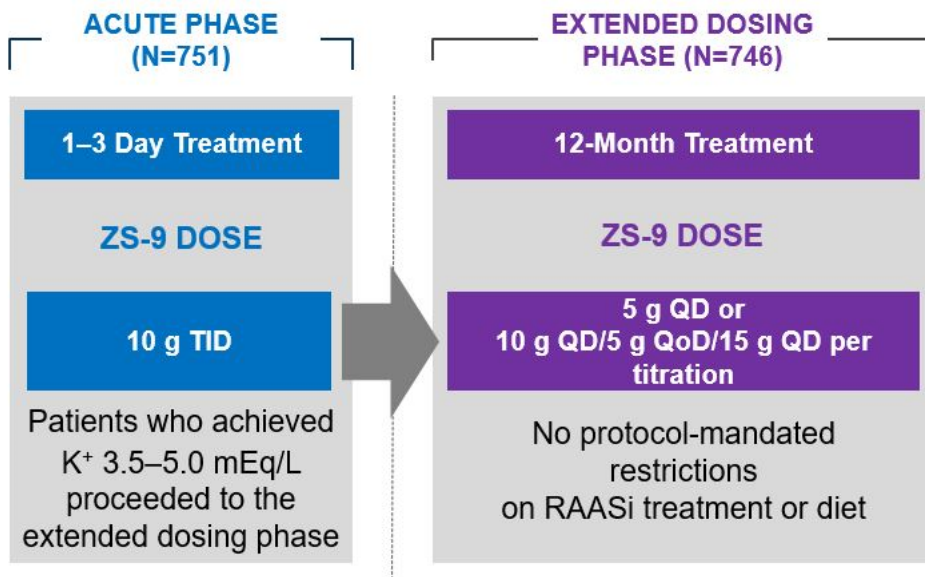 ACUTE PHASE
(N=751)
1–3 Day Treatment
ZS-9 DOSE
10 g TID
Patients who achieved
K⁺ 3.5–5.0 mEq/L
proceeded to the
extended dosing phase
EXTENDED DOSING
PHASE (N=746)
12-Month Treatment
ZS-9 DOSE
5 g QD or
10 g QD/5 g QoD/15 g QD per
titration
No protocol-mandated
restrictions
on RAASi treatment or diet